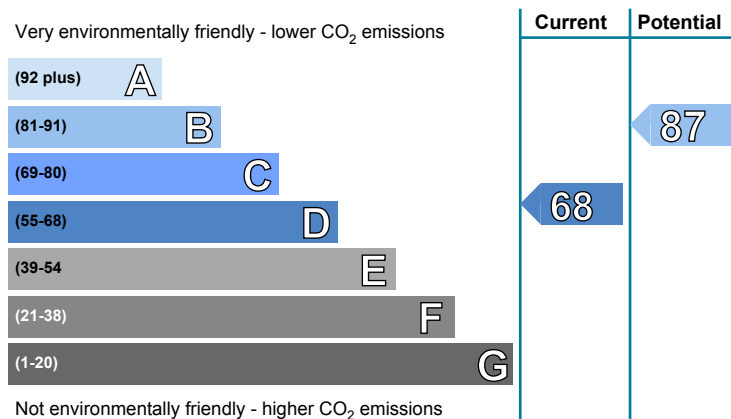 Very environmentally friendly - lower CO2 emissions
Current
Potential
(92 plus) A
(81-91) B
87
(69-80) C
(55-68) D
68
(39-54 E
(21-38) F
(1-20) G
Not environmentally friendly - higher CO2 emissions